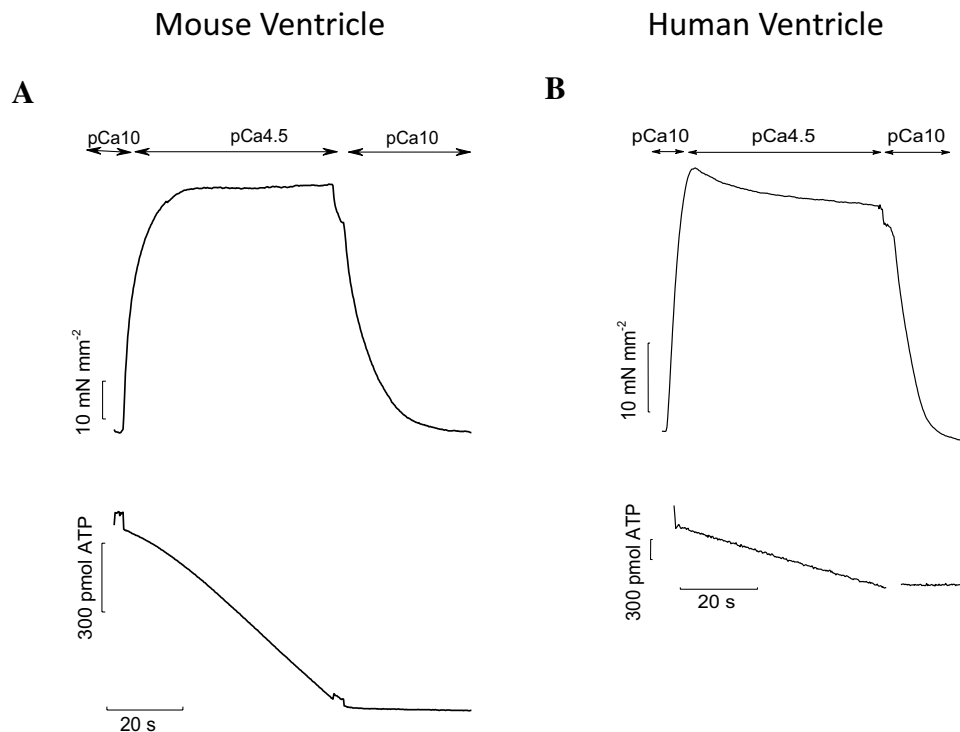 Mouse Ventricle
Human Ventricle
A
B
pCa10
pCa4.5
pCa10
pCa10
pCa4.5
pCa10
10 mN mm-2
10 mN mm-2
300 pmol ATP
300 pmol ATP
20 s
20 s